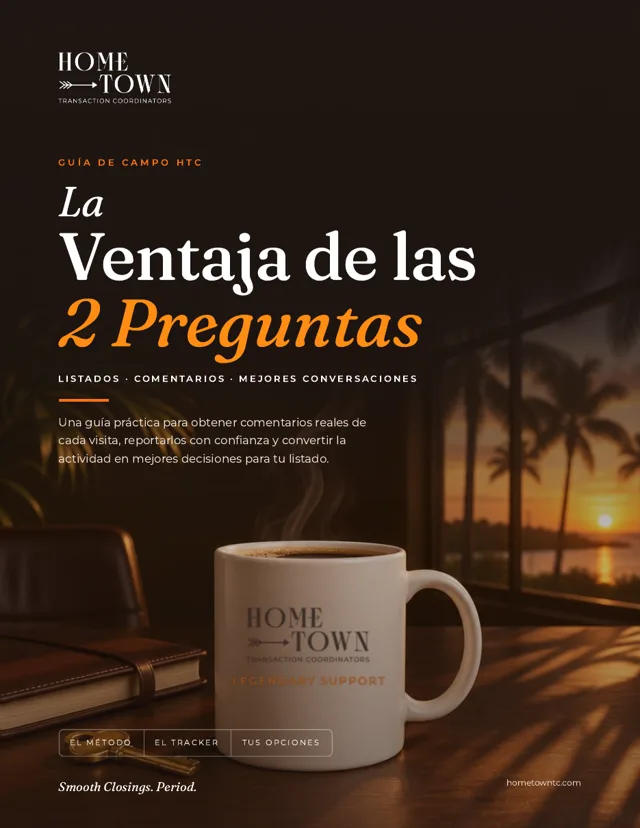 HOME
TOWN
TRANSACTION COORDINATORS
GUÍA DE CAMPO HTC
La
Ventaja de las
2 Preguntas
LISTADOS · COMENTARIOS · MEJORES CONVERSACIONES
Una guía práctica para obtener comentarios reales de
cada visita, reportarlos con confianza y convertir la
actividad en mejores decisiones para tu listado.
HOME
TOWN
TRANSACTION COORDINATORS
LEGENDARY SUPPORT
EL MÉTODO EL TRACKER TUS OPCIONES
Smooth Closings. Period.
hometowntc.com